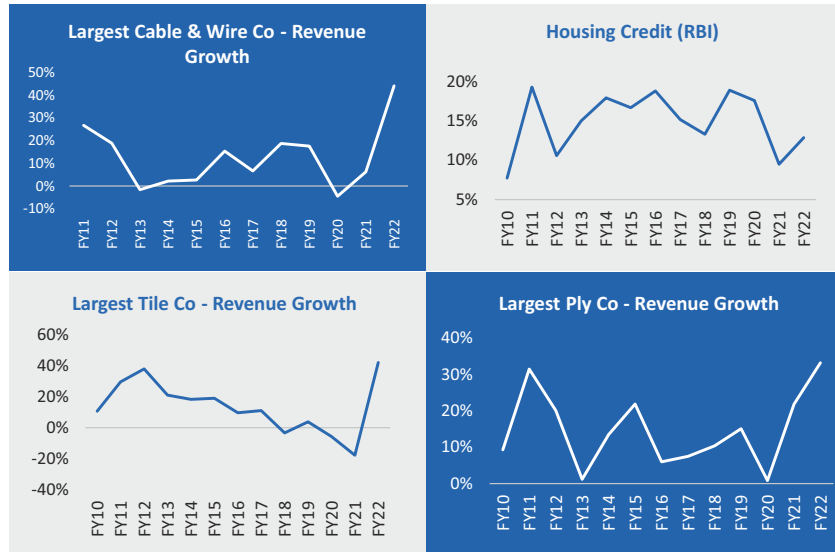 Largest Cable & Wire Co - Revenue
Growth
50%
40%
30%
20%
10%
0%
-10%
FY11
FY12
FY13
FY14
FY15
FY16
FY17
FY18
FY19
FY20
FY21
FY22
Housing Credit (RBI)
20%
15%
10%
5%
FY10
FY11
FY12
FY13
FY14
FY15
FY16
FY17
FY18
FY19
FY20
FY21
FY22
Largest Tile Co - Revenue Growth
60%
40%
20%
0%
-20%
-40%
FY10
FY11
FY12
FY13
FY14
FY15
FY16
FY17
FY18
FY19
FY20
FY21
FY22
Largest Ply Co - Revenue Growth
40%
30%
20%
10%
0%
FY10
FY11
FY12
FY13
FY14
FY15
FY16
FY17
FY18
FY19
FY20
FY21
FY22